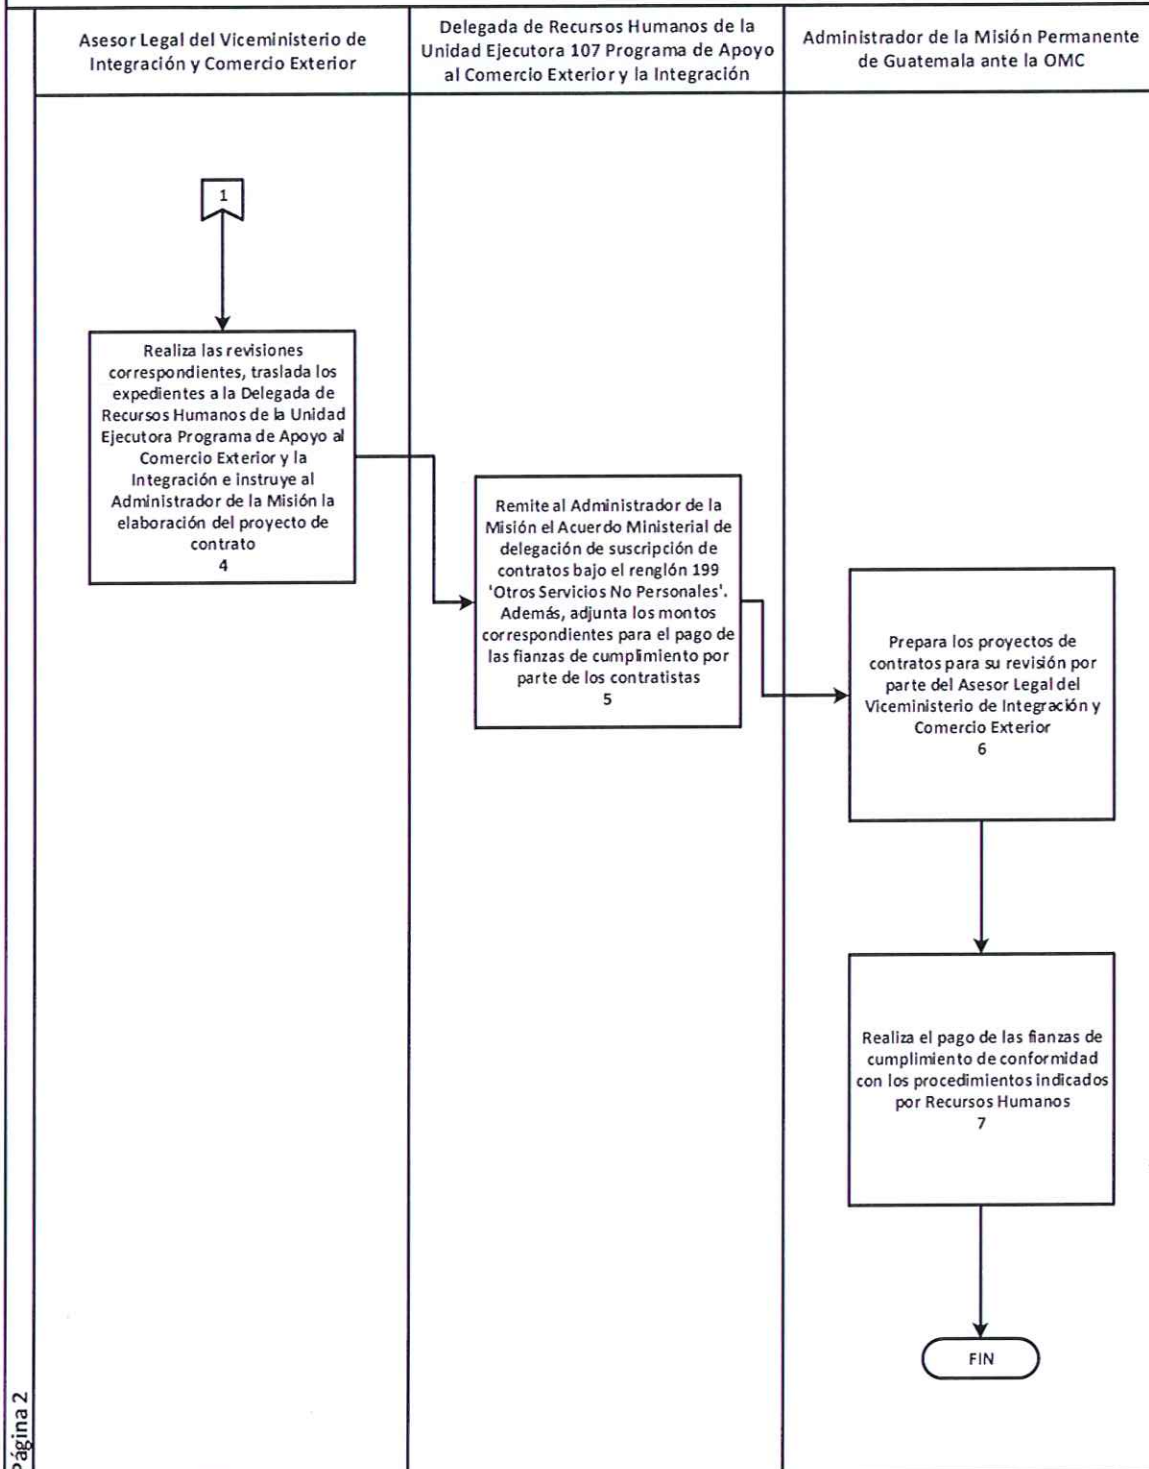 Asesor Legal del Viceministerio de
Integración y Comercio Exterior
Delegada de Recursos Humanos de la
Unidad Ejecutora 107 Programa de Apoyo
al Comercio Exterior y la Integración
Administrador de la Misión Permanente
de Guatemala ante la OMC
1
Realiza las revisiones
correspondientes, traslada los
expedientes a la Delegada de
Recursos Humanos de la Unidad
Ejecutora Programa de Apoyo al
Comercio Exterior y la
Integración e instruye al
Administrador de la Misión la
elaboración del proyecto de
contrato
4
Remite al Administrador de la
Misión el Acuerdo Ministerial de
delegación de suscripción de
contratos bajo el renglón 199
'Otros Servicios No Personales'.
Además, adjunta los montos
correspondientes para el pago de
las fianzas de cumplimiento por
parte de los contratistas
5
Prepara los proyectos de
contratos para su revisión por
parte del Asesor Legal del
Viceministerio de Integración y
Comercio Exterior
6
Realiza el pago de las fianzas de
cumplimiento de conformidad
con los procedimientos indicados
por Recursos Humanos
7
FIN
Página 2